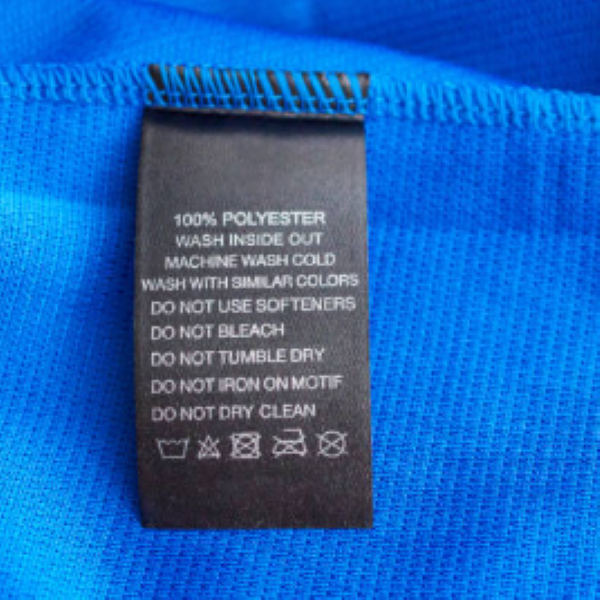 100% POLYESTER
WASH INSIDE OUT
MACHINE WASH COLD
WASH WITH SIMILAR COLORS
DO NOT USE SOFTENERS
DO NOT BLEACH
DO NOT TUMBLE DRY
DO NOT IRON ON MOTIF
DO NOT DRY CLEAN